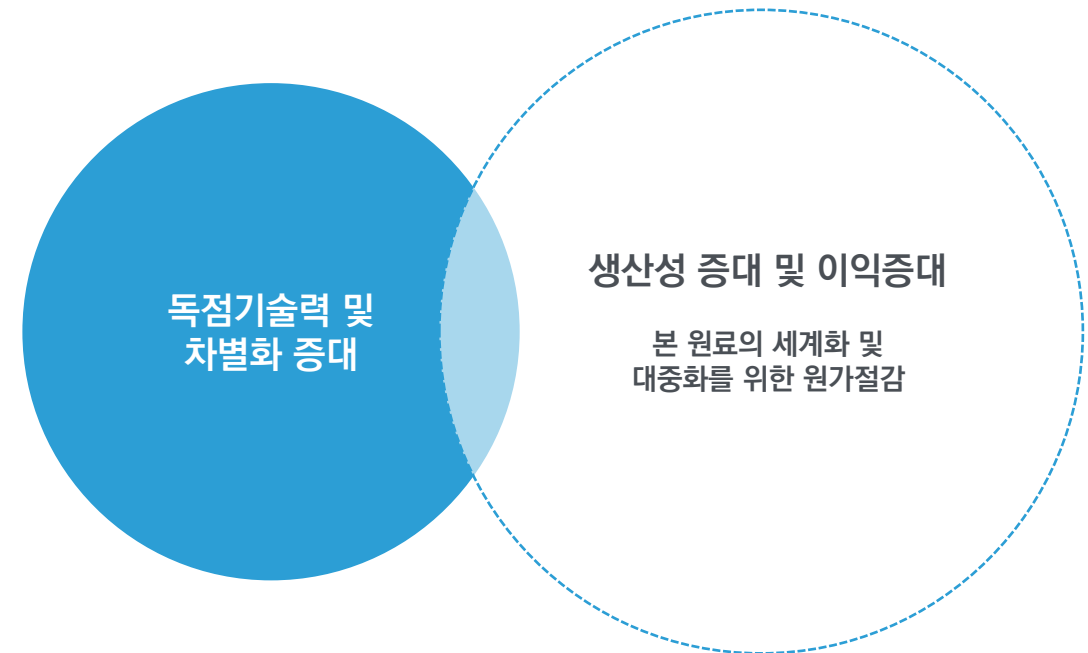 독점기술력 및
차별화 증대
생산성 증대 및 이익증대
본 원료의 세계화 및
대중화를 위한 원가절감